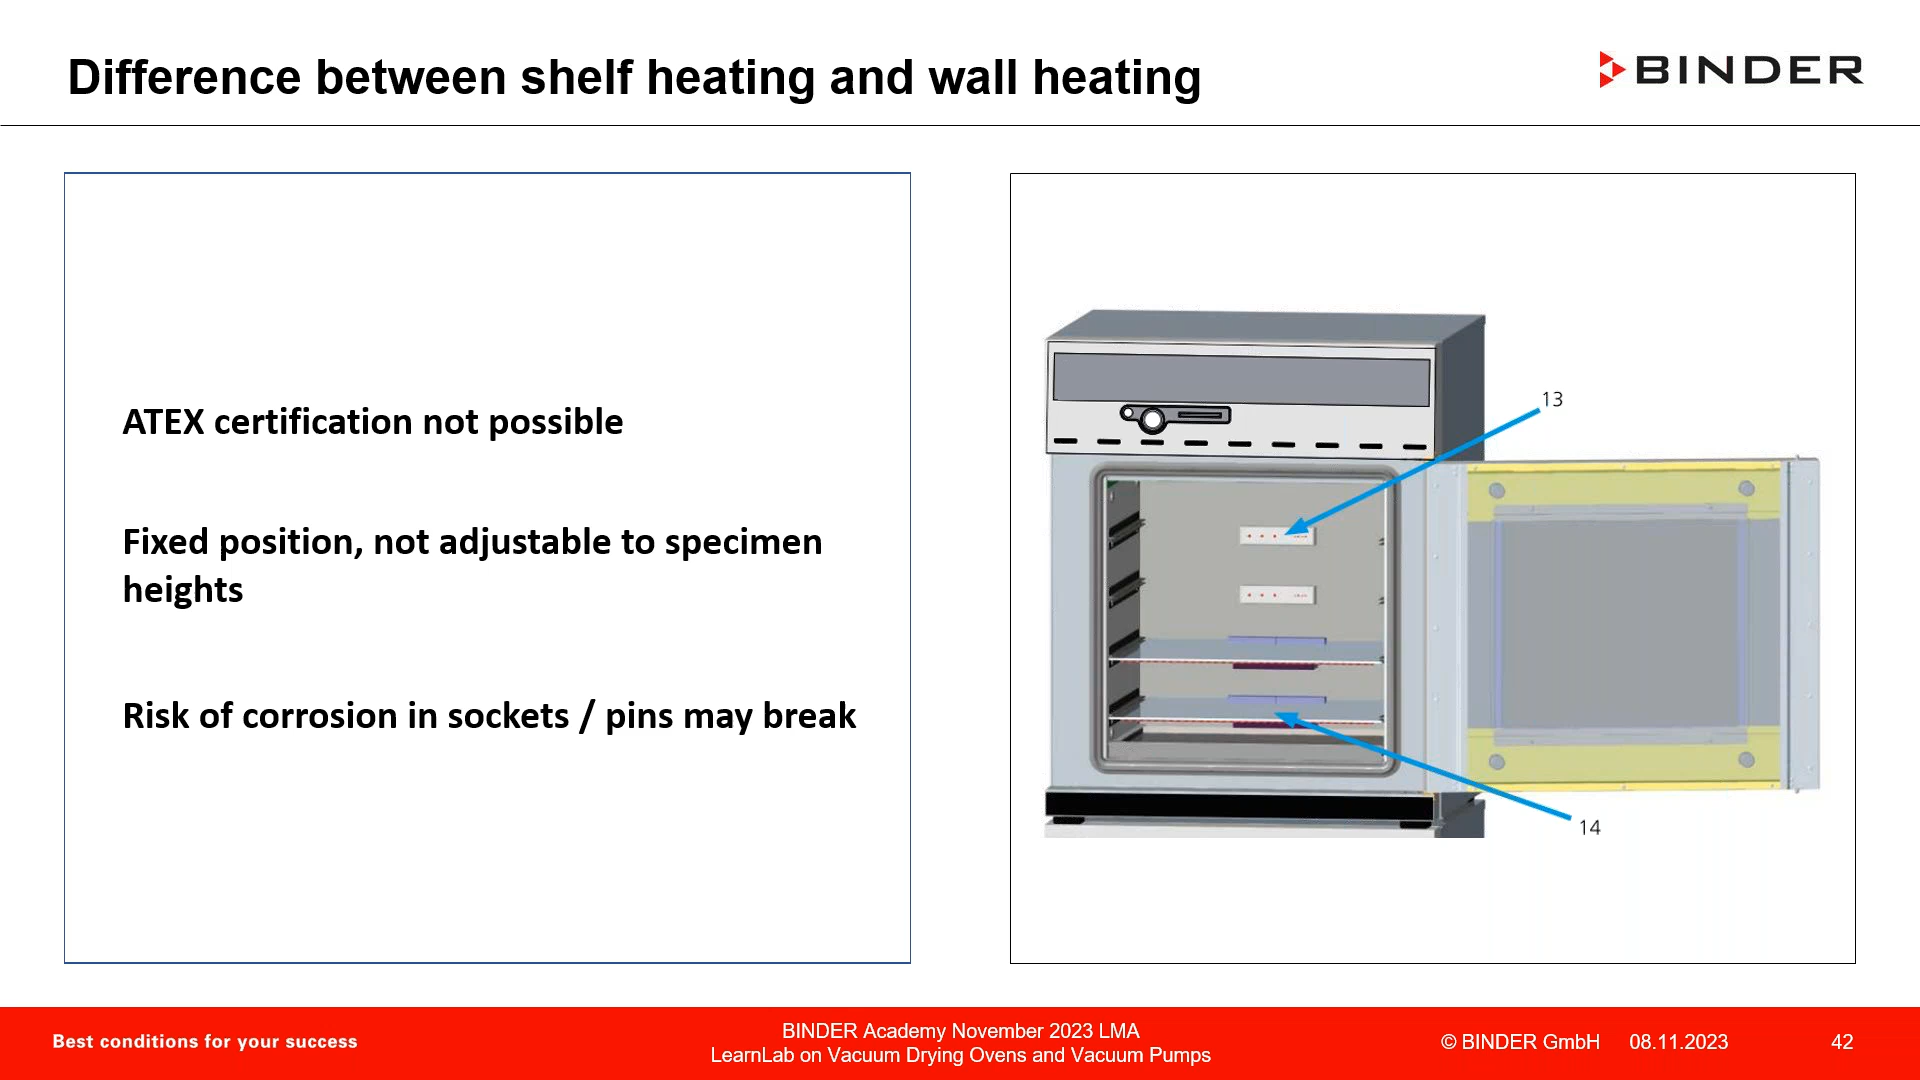 Difference between shelf heating and wall heating
BINDER
ATEX certification not possible
Fixed position, not adjustable to specimen
heights
Risk of corrosion in sockets / pins may break
13
14
Best conditions for your success
BINDER Academy November 2023 LMA
LearnLab on Vacuum Drying Ovens and Vacuum Pumps
© BINDER GmbH 08.11.2023 42